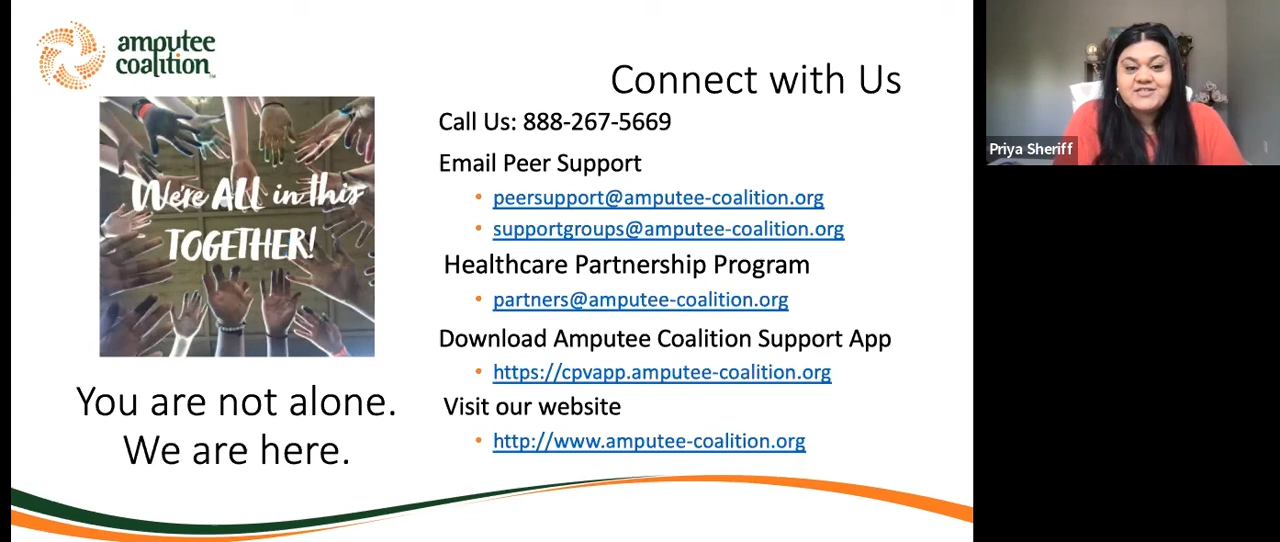 amputee
coalition
TM
We're ALL in this
TOGETHER!
You are not alone.
We are here.
Connect with Us
Call Us: 888-267-5669
Email Peer Support
• peersupport@amputee-coalition.org
• supportgroups@amputee-coalition.org
Healthcare Partnership Program
• partners@amputee-coalition.org
Download Amputee Coalition Support App
• https://cpvapp.amputee-coalition.org
Visit our website
• http://www.amputee-coalition.org
Priya Sheriff